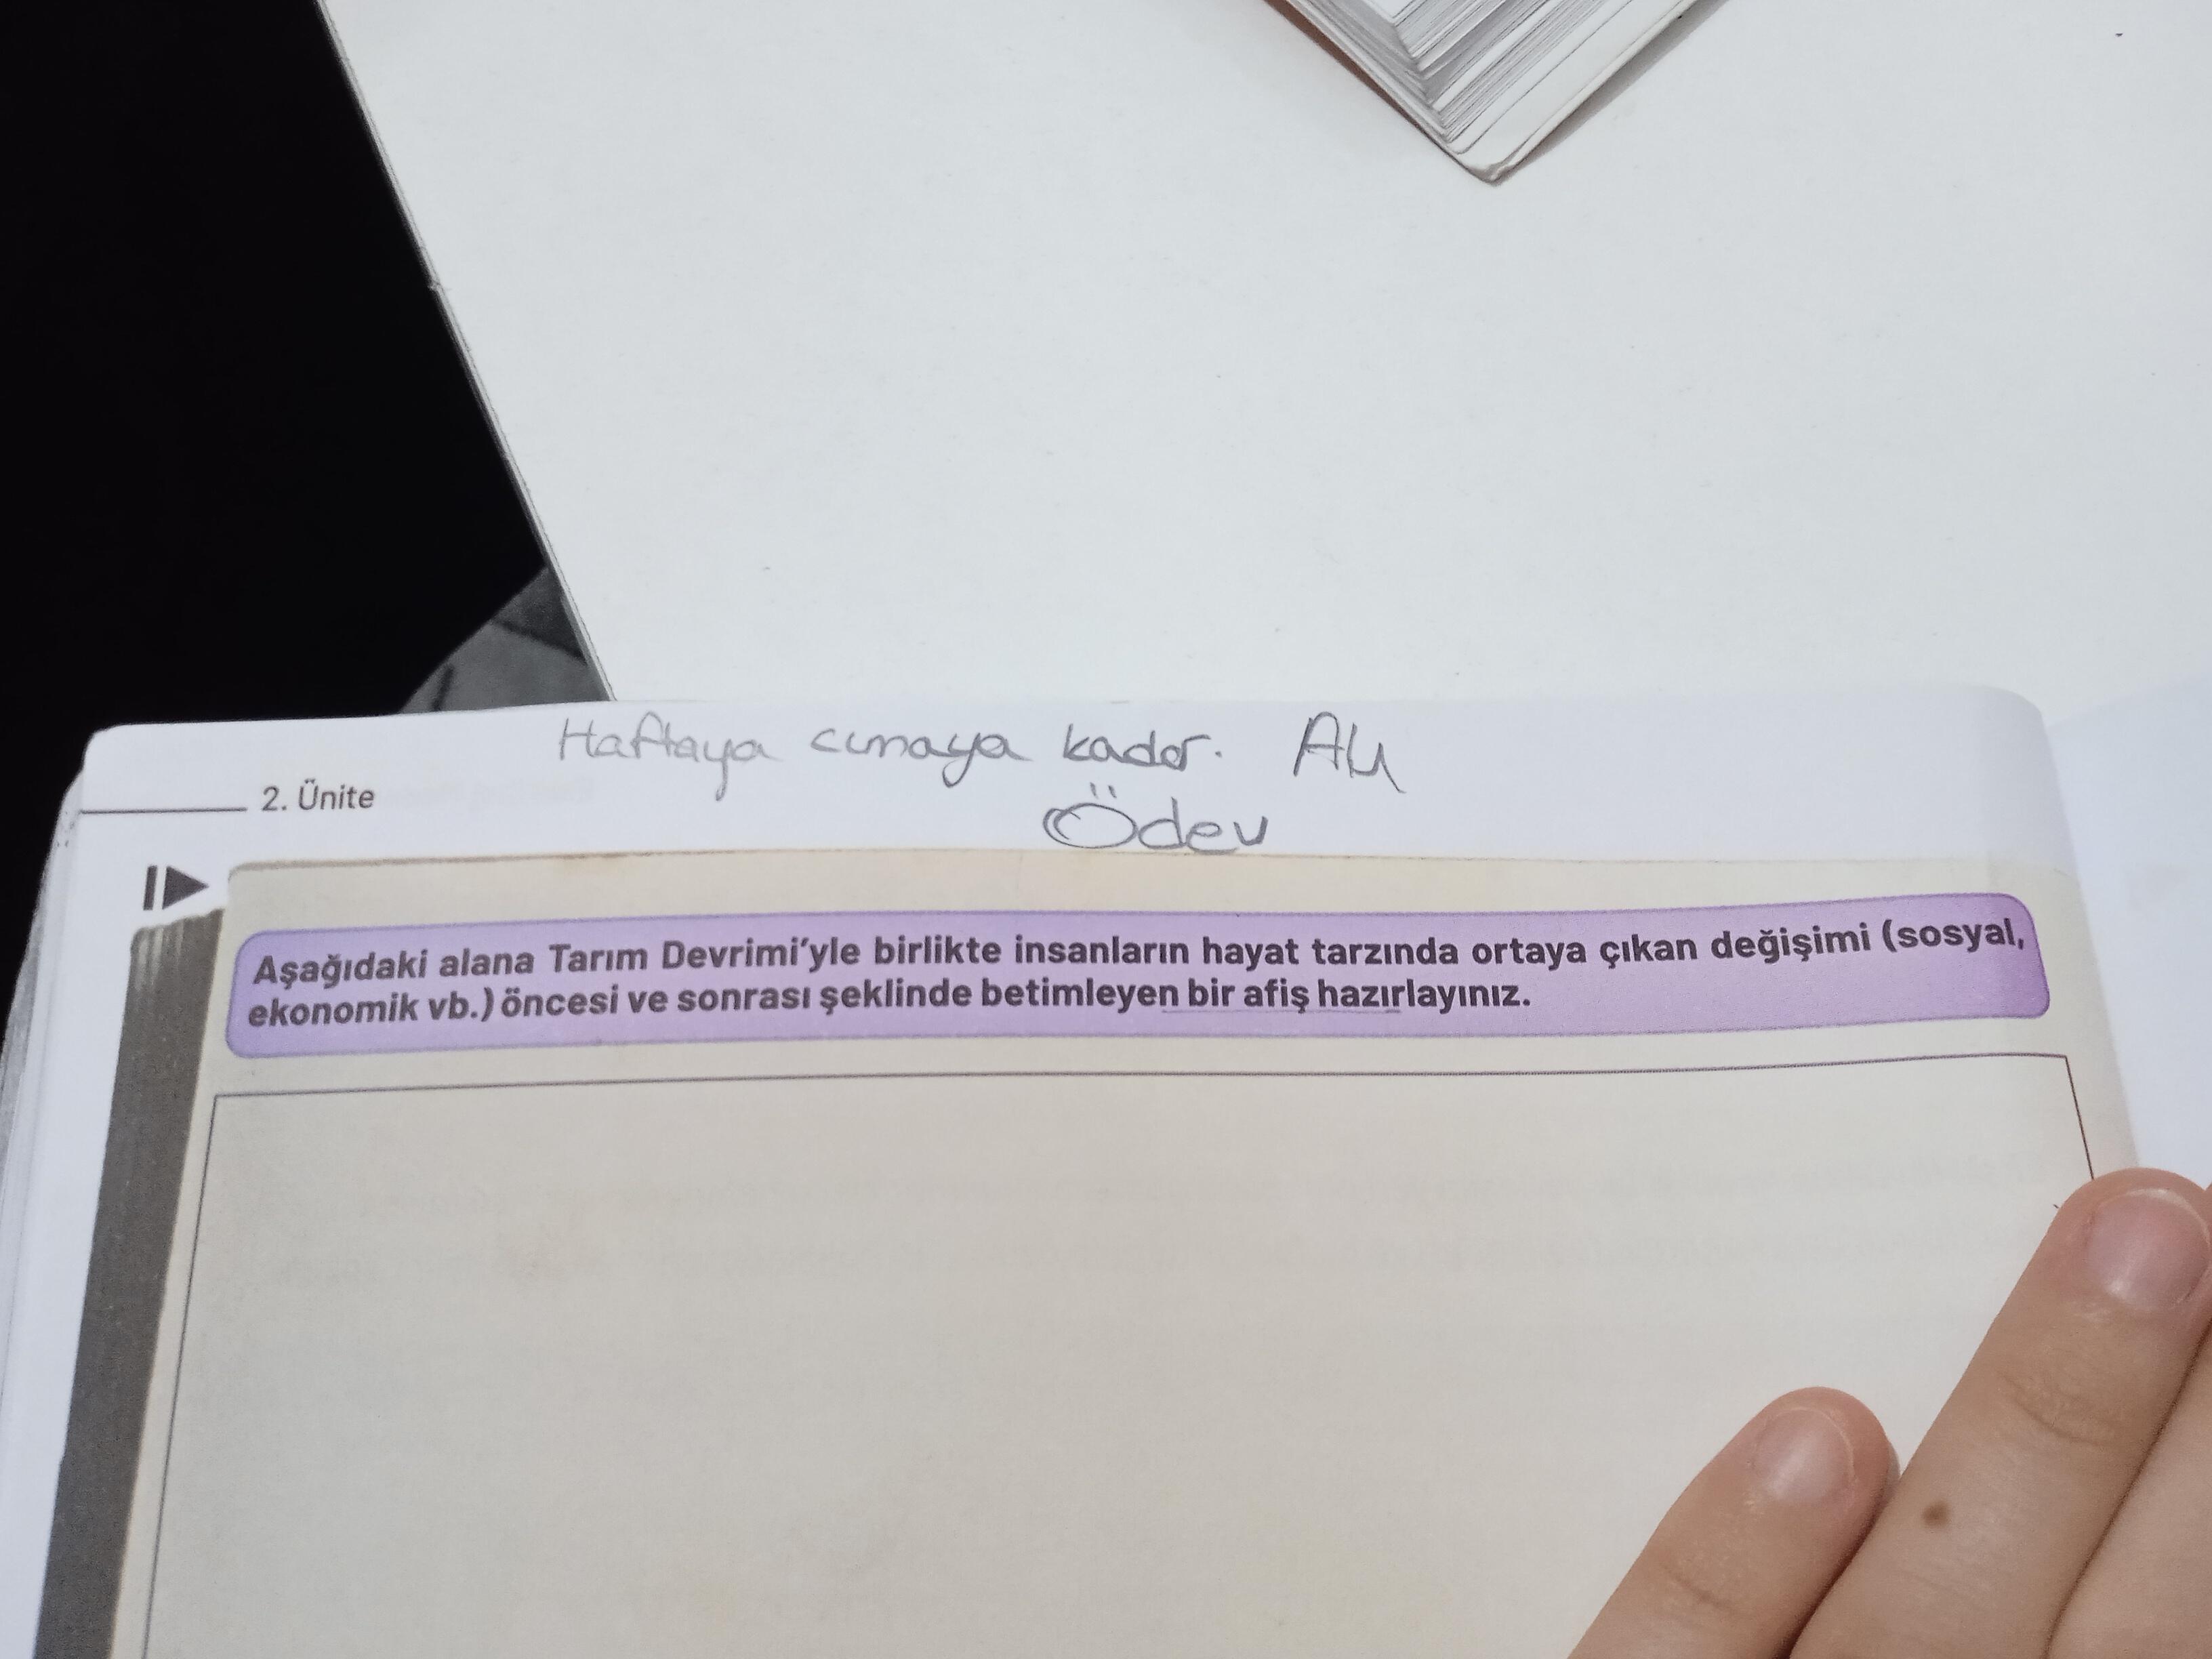 Haftaya cumaya kadar. Alı
Ödev
2. Ünite
Aşağıdaki alana Tarım Devrimi'yle birlikte insanların hayat tarzında ortaya çıkan değişimi (sosyal,
ekonomik vb.) öncesi ve sonrası şeklinde betimleyen bir afiş hazırlayınız.